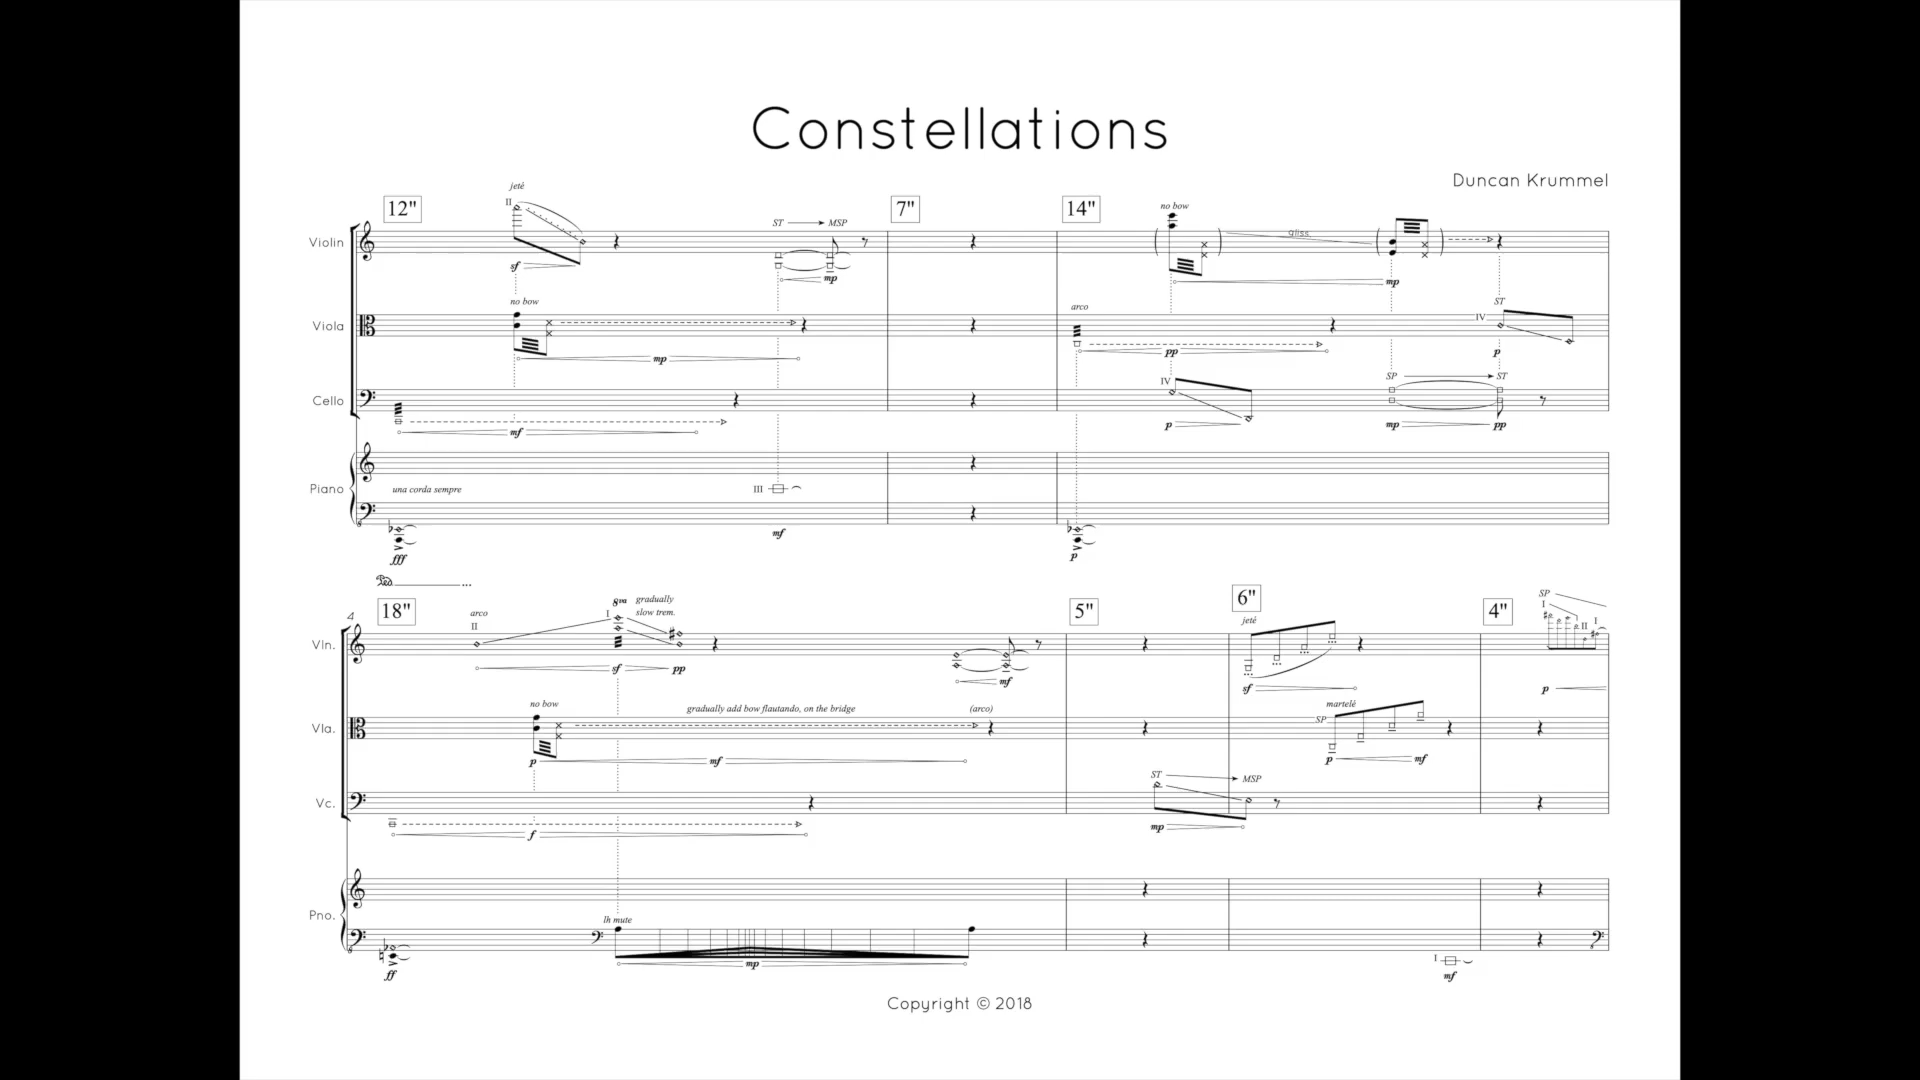 Constellations
Duncan Krummel
12" 7" 14"
jeté
II
ST MSP
no bow
gliss.
Violin
sf
mp
mp
no bow
arco
ST
IV
Viola
mp
pp
p
IV
SP ST
Cello
mf
p
mp pp
Piano
una corda sempre
III
mf
fff
p
Ped. ...
4
18" 5" 6" 4"
arco
II
8va
I
gradually
slow trem.
jeté
SP
I
II I
Vln.
sf pp
mf
sf
p
no bow
gradually add bow flautando, on the bridge
(arco)
martelé
SP
Vla.
p
mf
p mf
ST MSP
Vc.
f
mp
Pno.
lh mute
ff
mp
I
mf
Copyright © 2018